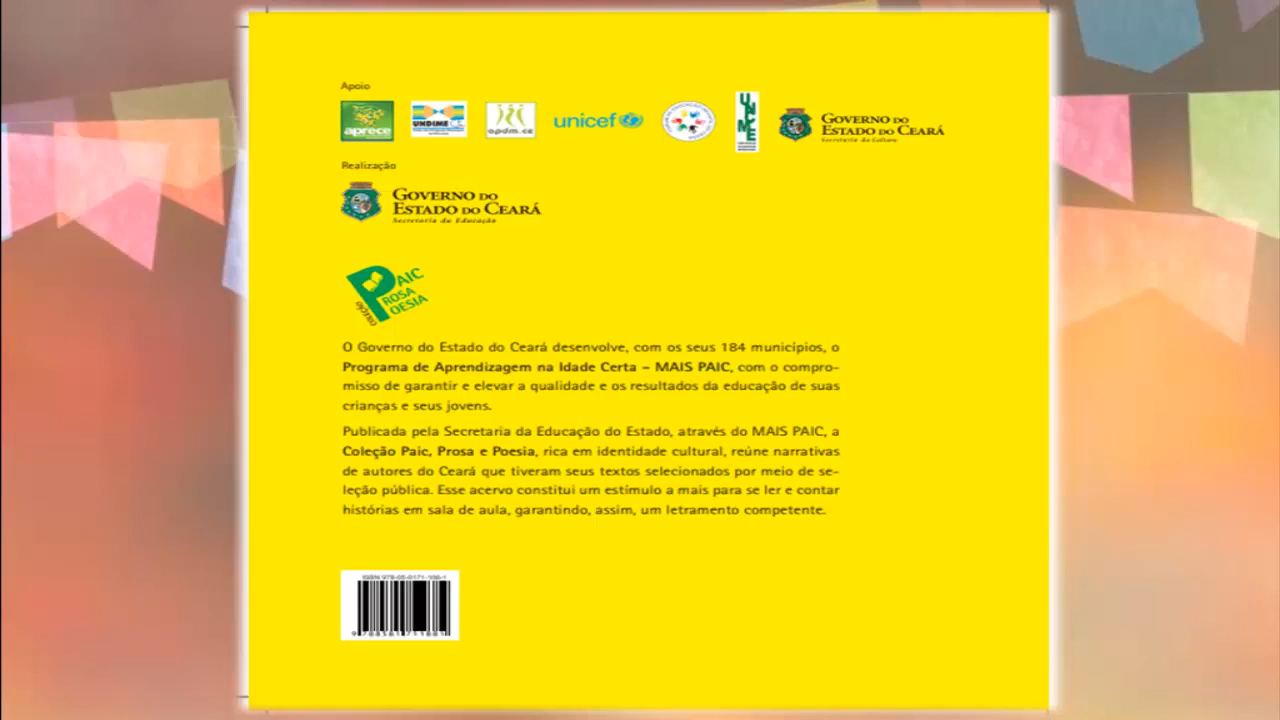 Apoio
aprece
UNDIME CE
apdm.ce
unicef
UNCME
GOVERNO DO
ESTADO DO CEARÁ
Secretaria da Cultura
Realização
GOVERNO DO
ESTADO DO CEARÁ
Secretaria da Educação
COLEÇÃO
PAIC
PROSA
POESIA
O Governo do Estado do Ceará desenvolve, com os seus 184 municípios, o
Programa de Aprendizagem na Idade Certa – MAIS PAIC, com o compro-
misso de garantir e elevar a qualidade e os resultados da educação de suas
crianças e seus jovens.
Publicada pela Secretaria da Educação do Estado, através do MAIS PAIC, a
Coleção Paic, Prosa e Poesia, rica em identidade cultural, reúne narrativas
de autores do Ceará que tiveram seus textos selecionados por meio de se-
leção pública. Esse acervo constitui um estímulo a mais para se ler e contar
histórias em sala de aula, garantindo, assim, um letramento competente.